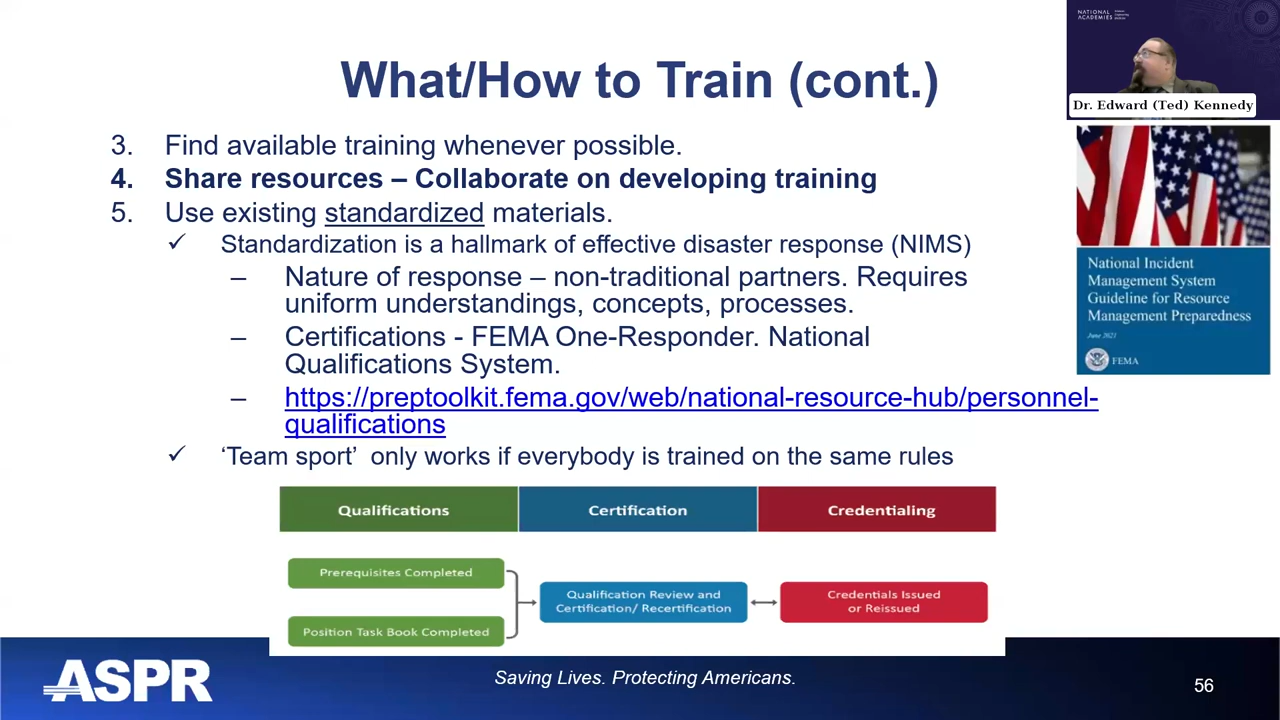 What/How to Train (cont.)
3. Find available training whenever possible.
4. Share resources – Collaborate on developing training
5. Use existing standardized materials.
✓ Standardization is a hallmark of effective disaster response (NIMS)
– Nature of response – non-traditional partners. Requires
uniform understandings, concepts, processes.
– Certifications - FEMA One-Responder. National
Qualifications System.
– https://preptoolkit.fema.gov/web/national-resource-hub/personnel-
qualifications
✓ ‘Team sport’ only works if everybody is trained on the same rules
Qualifications
Certification
Credentialing
Prerequisites Completed
Position Task Book Completed
Qualification Review and
Certification/ Recertification
Credentials Issued
or Reissued
NATIONAL
ACADEMIES
Dr. Edward (Ted) Kennedy
National Incident
Management System
Guideline for Resource
Management Preparedness
June 2021
FEMA
ASPR
Saving Lives. Protecting Americans.
56